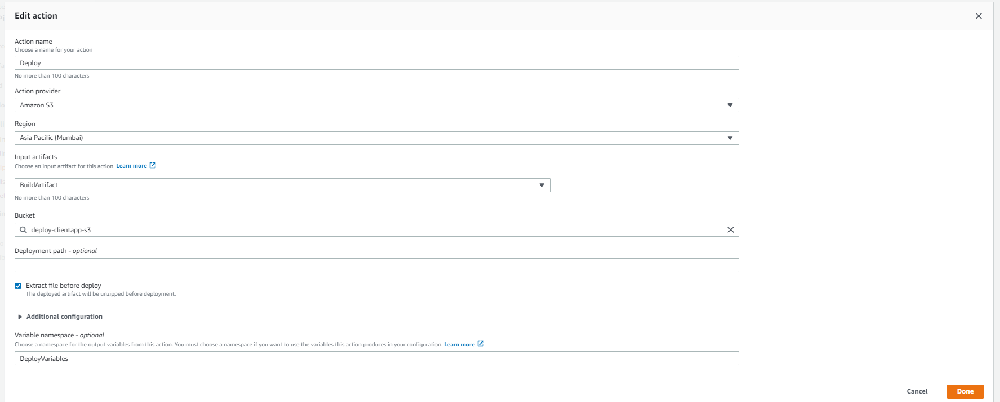 Edit action
Action name
Choose a name for your action
Deploy
No more than 100 characters
Action provider
Amazon S3
Region
Asia Pacific (Mumbai)
Input artifacts
Choose an input artifact for this action. Learn more
BuildArtifact
No more than 100 characters
Bucket
deploy-clientapp-s3
Deployment path - optional
Extract file before deploy
The deployed artifact will be unzipped before deployment.
Additional configuration
Variable namespace - optional
Choose a namespace for the output variables from this action. You must choose a namespace if you want to use the variables this action produces in your configuration. Learn more
DeployVariables
Cancel
Done